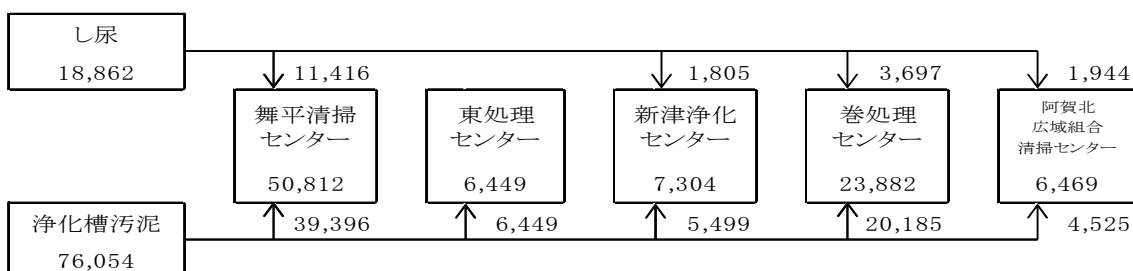 し尿
18,862
11,416
1,805
3,697
1,944
舞平清掃
センター
50,812
東処理
センター
6,449
新津浄化
センター
7,304
巻処理
センター
23,882
阿賀北
広域組合
清掃センター
6,469
浄化槽汚泥
76,054
39,396
6,449
5,499
20,185
4,525